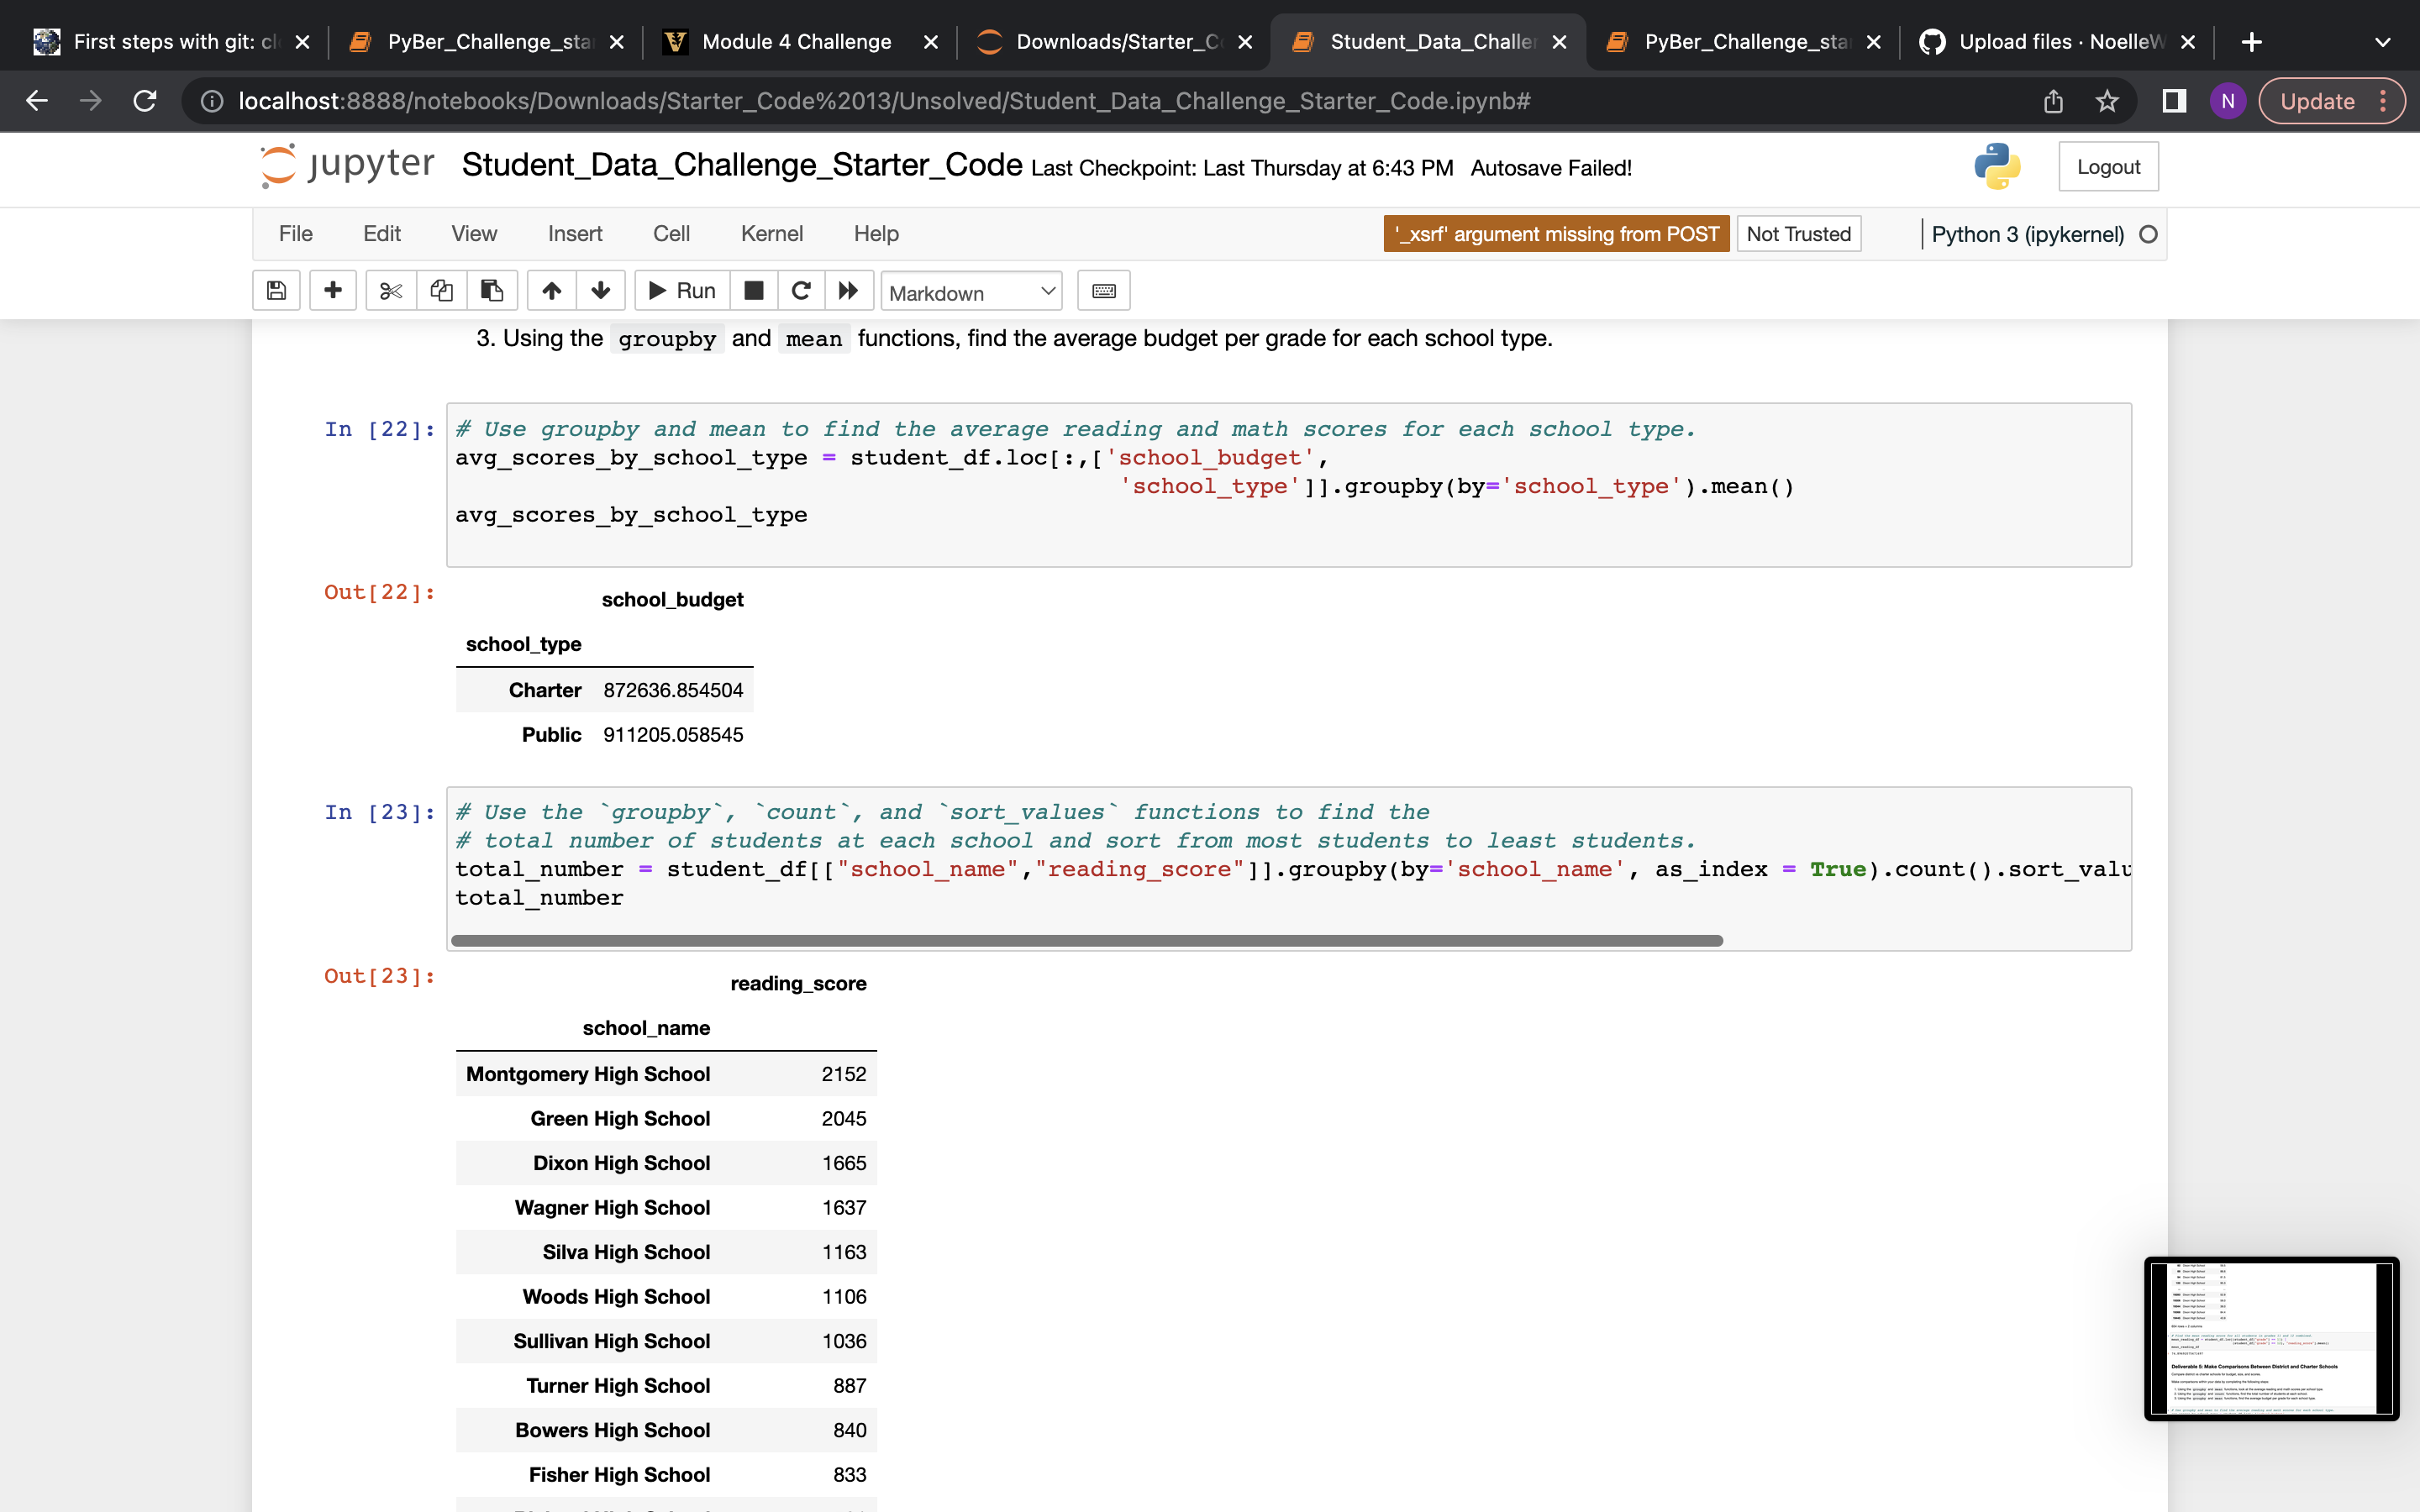 First steps with git: cl
PyBer_Challenge_sta
Module 4 Challenge
Downloads/Starter_C
Student_Data_Challen
PyBer_Challenge_sta
Upload files · NoelleW
localhost:8888/notebooks/Downloads/Starter_Code%2013/Unsolved/Student_Data_Challenge_Starter_Code.ipynb#
N
Update
jupyter
Student_Data_Challenge_Starter_Code Last Checkpoint: Last Thursday at 6:43 PM Autosave Failed!
Logout
File Edit View Insert Cell Kernel Help
'_xsrf' argument missing from POST
Not Trusted
Python 3 (ipykernel)
Run
Markdown
3. Using the groupby and mean functions, find the average budget per grade for each school type.
In [22]:
# Use groupby and mean to find the average reading and math scores for each school type.
avg_scores_by_school_type = student_df.loc[:,['school_budget',
'school_type']].groupby(by='school_type').mean()
avg_scores_by_school_type
Out[22]:
school_budget
school_type
Charter 872636.854504
Public 911205.058545
In [23]:
# Use the `groupby`, `count`, and `sort_values` functions to find the
# total number of students at each school and sort from most students to least students.
total_number = student_df[["school_name","reading_score"]].groupby(by='school_name', as_index = True).count().sort_valu
total_number
Out[23]:
reading_score
school_name
Montgomery High School 2152
Green High School 2045
Dixon High School 1665
Wagner High School 1637
Silva High School 1163
Woods High School 1106
Sullivan High School 1036
Turner High School 887
Bowers High School 840
Fisher High School 833
Deliverable 5: Make Comparisons Between District and Charter Schools